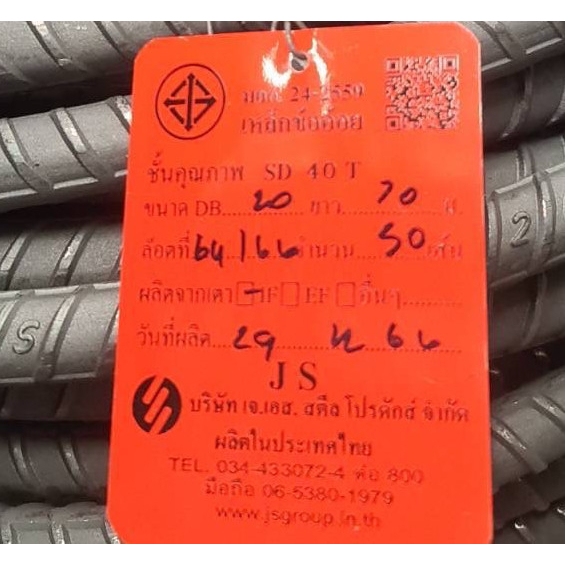 มอก. 24-2559
เหล็กข้ออ้อย
ชั้นคุณภาพ SD 40 T
ขนาด DB.......20.......ยาว.......10.......ม.
ล๊อตที่ 64/66 จำนวน 50 เส้น
ผลิตจากเตา IF EF อื่นๆ
วันที่ผลิต 29 66
JS
บริษัท เจ.เอส. สตีล โปรดักส์ จำกัด
ผลิตในประเทศไทย
TEL. 034-433072-4 ต่อ 800
มือถือ 06-5380-1979
www.jsgroup.in.th
S
2